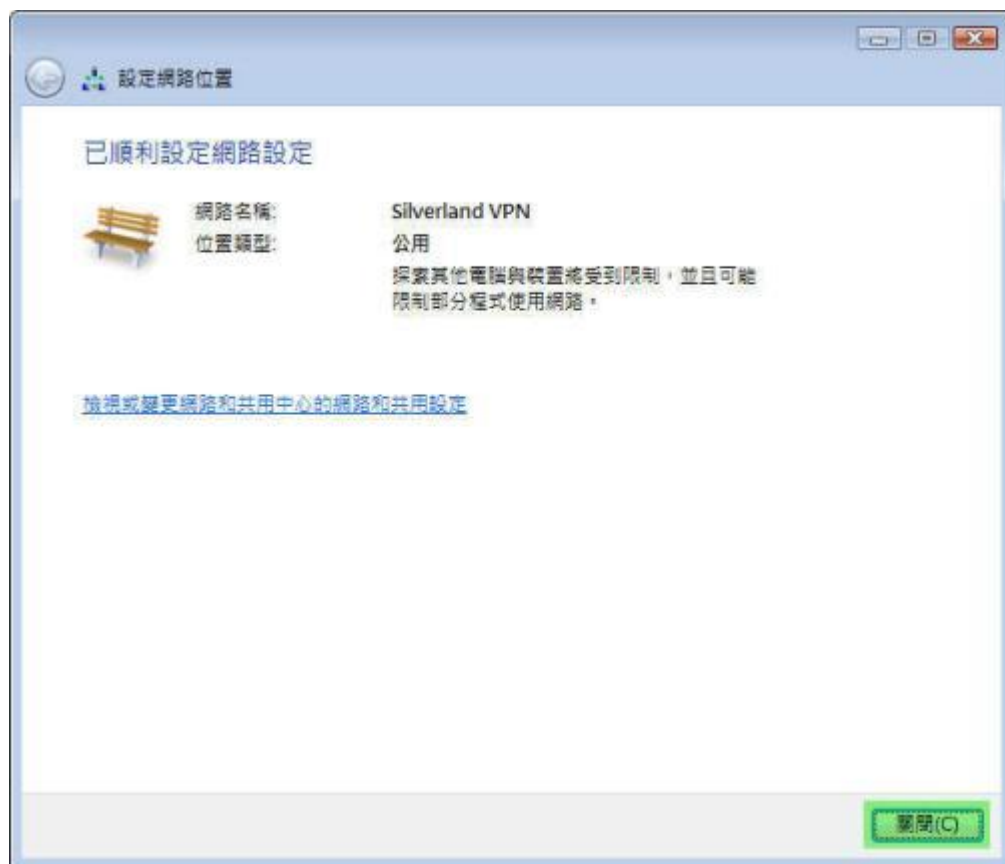 設定網路位置
已順利設定網路設定
網路名稱: Silverland VPN
位置類型: 公用
探索其他電腦與裝置將受到限制，並且可能
限制部分程式使用網路。
檢視或變更網路和共用中心的網路和共用設定
關閉(C)